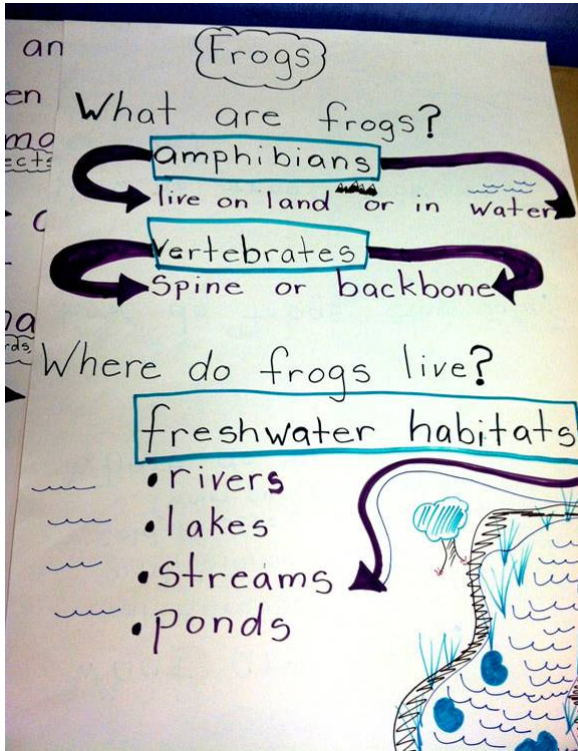 Frogs
What are frogs?
amphibians
live on land or in water
vertebrates
Spine or backbone
Where do frogs live?
freshwater habitats
• rivers
• lakes
• streams
• ponds